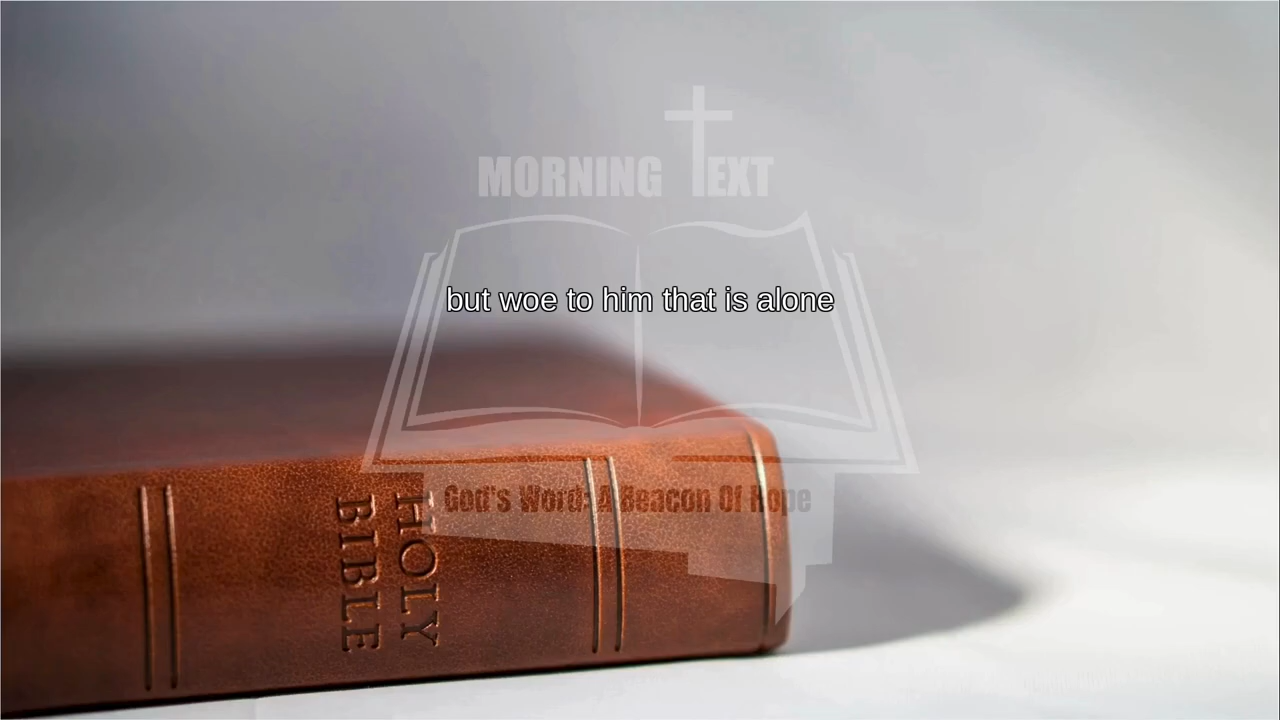 MORNING TEXT
but woe to him that is alone
God's Word: A Beacon Of Hope
HOLY
BIBLE